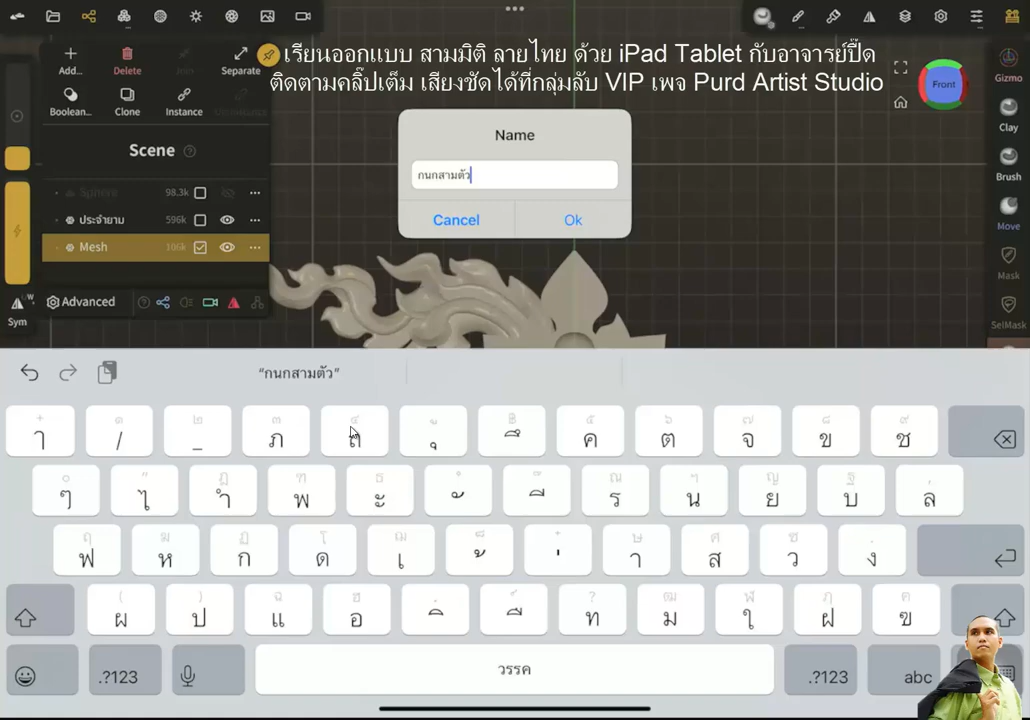 เรียนออกแบบ สามมิติ ลายไทย ด้วย iPad Tablet กับอาจารย์ปื๊ด
ติดตามคลิ๊ปเต็ม เสียงชัดได้ที่กลุ่มลับ VIP เพจ Purd Artist Studio
Add... Delete Join Separate
Boolean... Clone Instance
Scene
Sphere 98.3k
ประจำยาม 596k
Mesh 106k
Advanced
Sym
Name
กนกสามตัว
Cancel Ok
Front
Gizmo
Clay
Brush
Move
Mask
SelMask
“กนกสามตัว”
ๅ / _ ภ ถ ุ ึ ค ต จ ข ช
ๆ ไ ำ พ ะ ั ี ร น ย บ ล
ฟ ห ก ด เ ้ ่ า ส ว ง
ผ ป แ อ ิ ื ท ม ใ ฝ ฃ
.?123 วรรค .?123 abc